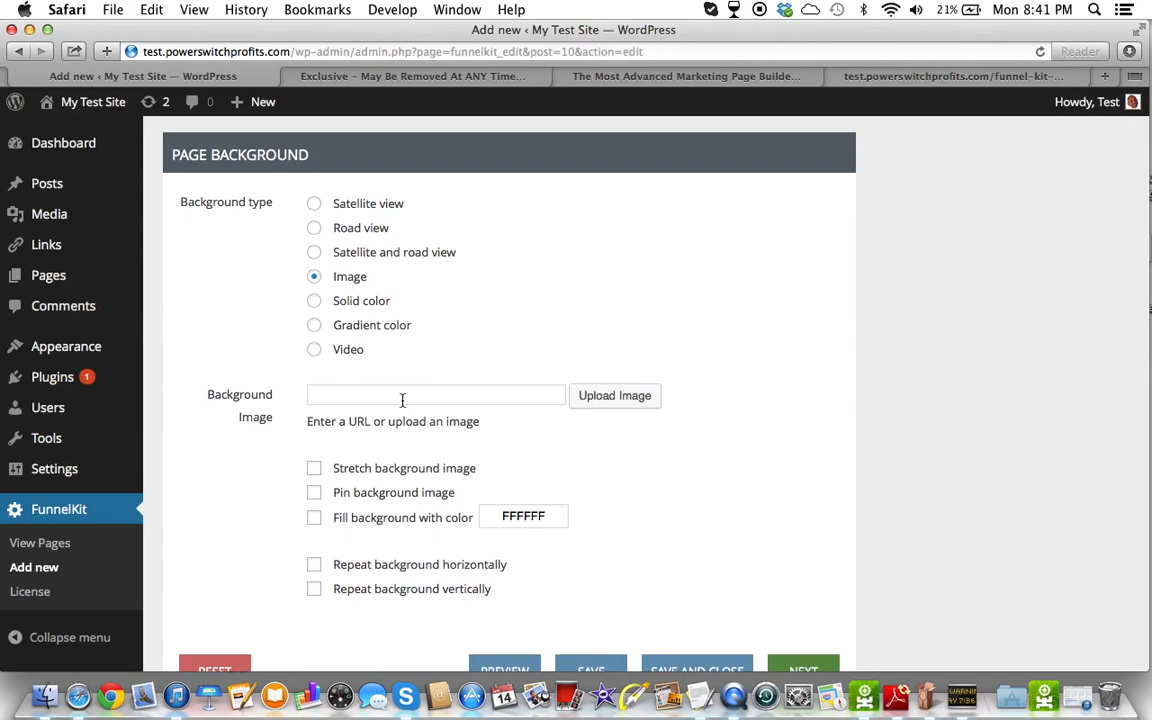 Safari File Edit View History Bookmarks Develop Window Help 21% Mon 8:41 PM
Add new ‹ My Test Site — WordPress
test.powerswitchprofits.com/wp-admin/admin.php?page=funnelkit_edit&post=10&action=edit Reader
Add new ‹ My Test Site — WordPress Exclusive – May Be Removed At ANY Time... The Most Advanced Marketing Page Builde... test.powerswitchprofits.com/funnel-kit-...
My Test Site 2 0 New Howdy, Test
Dashboard
Posts
Media
Links
Pages
Comments
Appearance
Plugins 1
Users
Tools
Settings
FunnelKit
View Pages
Add new
License
Collapse menu
PAGE BACKGROUND
Background type
Satellite view
Road view
Satellite and road view
Image
Solid color
Gradient color
Video
Background
Image
Upload Image
Enter a URL or upload an image
Stretch background image
Pin background image
Fill background with color FFFFFF
Repeat background horizontally
Repeat background vertically
RESET PREVIEW SAVE SAVE AND CLOSE NEXT